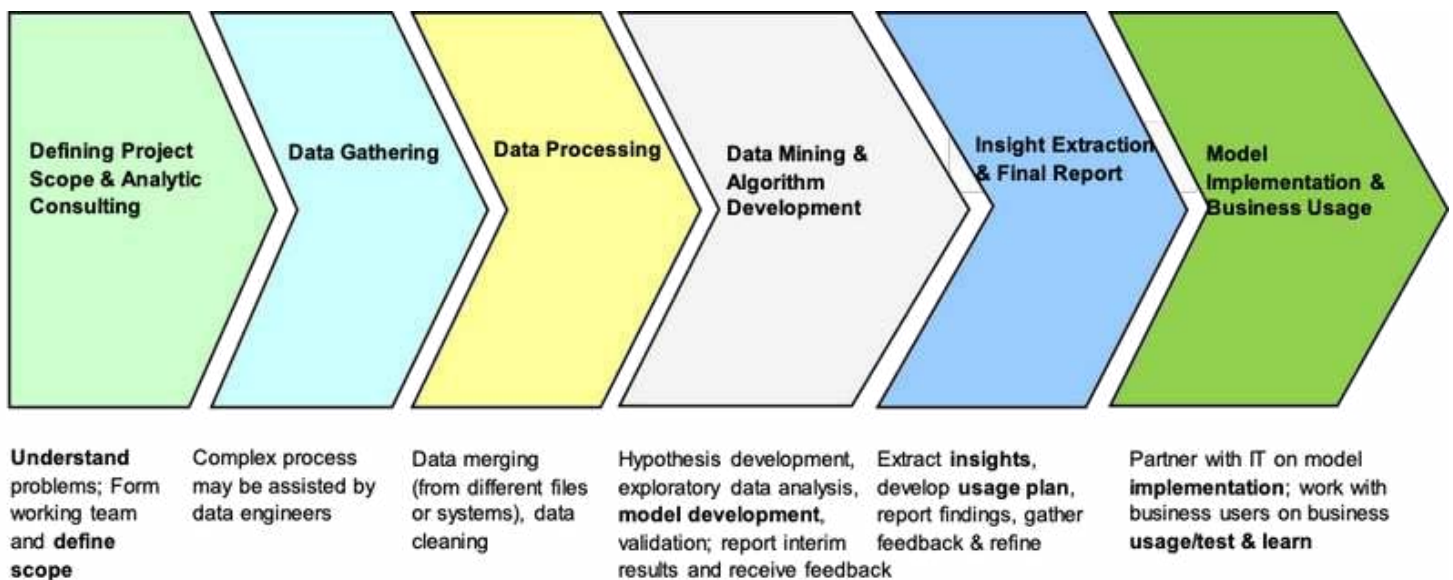 Defining Project
Scope & Analytic
Consulting
Data Gathering
Data Processing
Data Mining &
Algorithm
Development
Insight Extraction
& Final Report
Model
Implementation &
Business Usage
Understand
problems; Form
working team
and define
scope
Complex process
may be assisted by
data engineers
Data merging
(from different files
or systems), data
cleaning
Hypothesis development,
exploratory data analysis,
model development,
validation; report interim
results and receive feedback
Extract insights,
develop usage plan,
report findings, gather
feedback & refine
Partner with IT on model
implementation; work with
business users on business
usage/test & learn